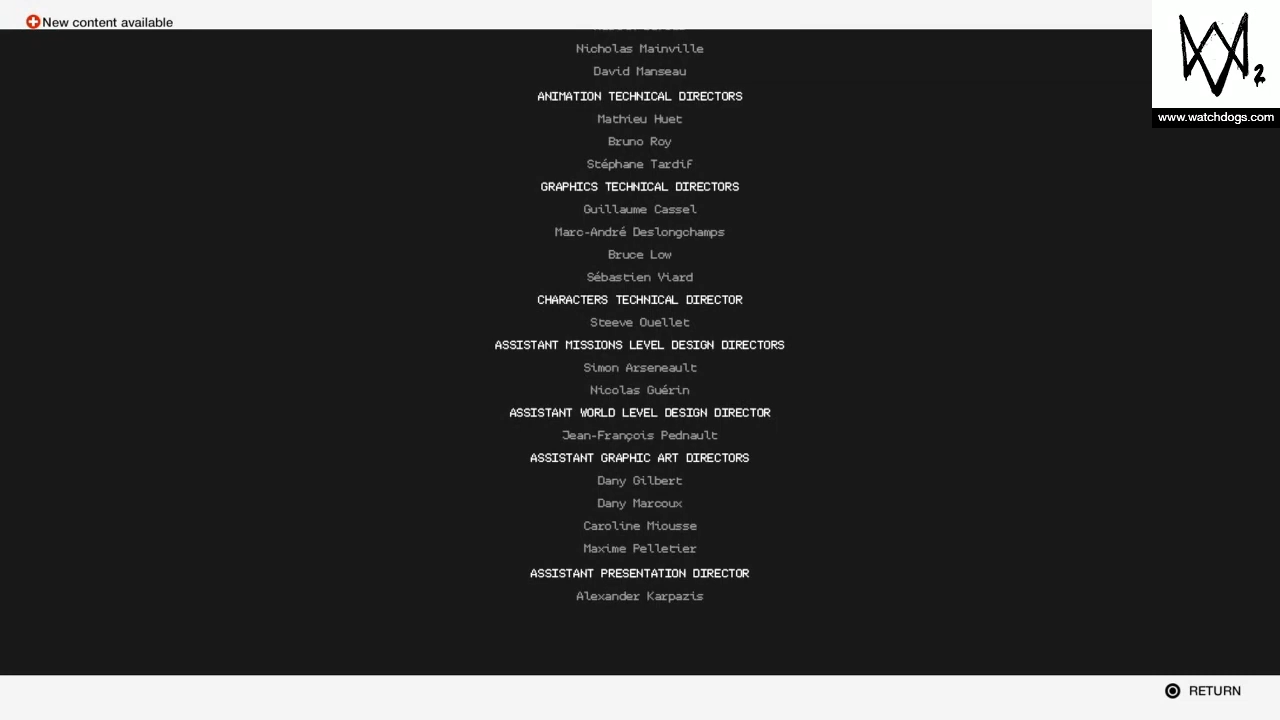 New content available
Nicholas Mainville
David Manseau
ANIMATION TECHNICAL DIRECTORS
Mathieu Huet
Bruno Roy
Stéphane Tardif
GRAPHICS TECHNICAL DIRECTORS
Guillaume Cassel
Marc-André Deslongchamps
Bruce Low
Sébastien Viard
CHARACTERS TECHNICAL DIRECTOR
Steeve Ouellet
ASSISTANT MISSIONS LEVEL DESIGN DIRECTORS
Simon Arseneault
Nicolas Guérin
ASSISTANT WORLD LEVEL DESIGN DIRECTOR
Jean-François Pednault
ASSISTANT GRAPHIC ART DIRECTORS
Dany Gilbert
Dany Marcoux
Caroline Miousse
Maxime Pelletier
ASSISTANT PRESENTATION DIRECTOR
Alexander Karpazis
2
www.watchdogs.com
RETURN